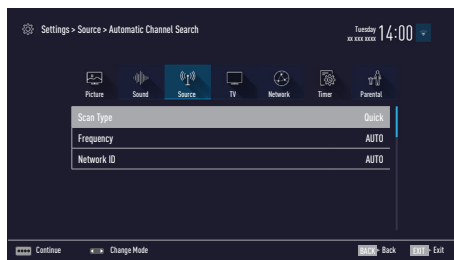 Settings > Source > Automatic Channel Search
Tuesday
xx xxx xxxx
14:00
Picture Sound Source TV Network Timer Parental
Scan Type Quick
Frequency AUTO
Network ID AUTO
Continue Change Mode BACK Back EXIT Exit